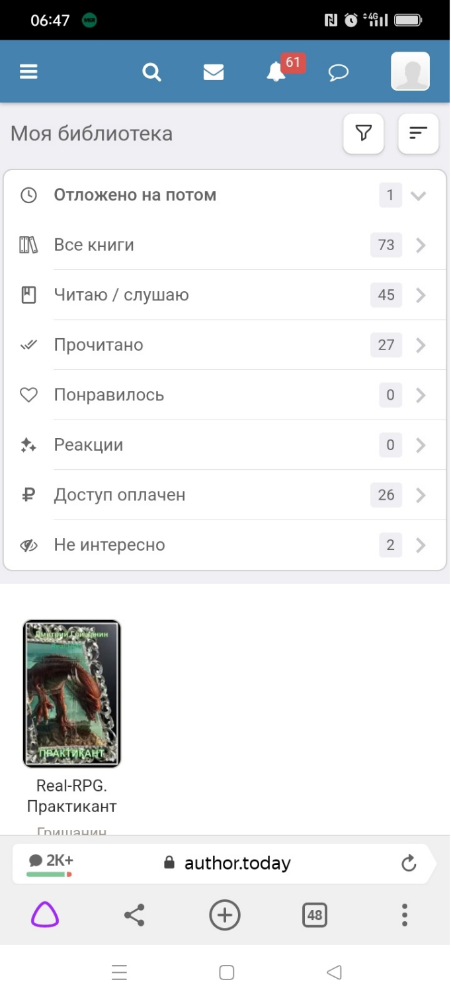 06:47 MIR 4G
61
Моя библиотека
Отложено на потом 1
Все книги 73
Читаю / слушаю 45
Прочитано 27
Понравилось 0
Реакции 0
₽ Доступ оплачен 26
Не интересно 2
Дмитрий Гришанин
ПРАКТИКАНТ
Real-RPG.
Практикант
Гришанин
2K+ author.today
48